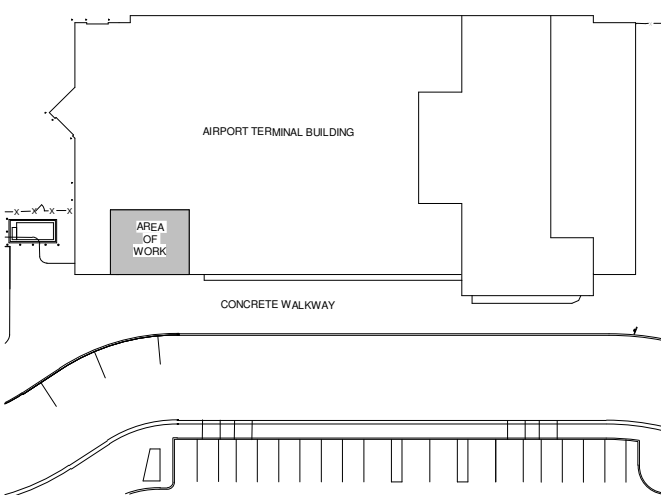 AIRPORT TERMINAL BUILDING
AREA
OF
WORK
CONCRETE WALKWAY